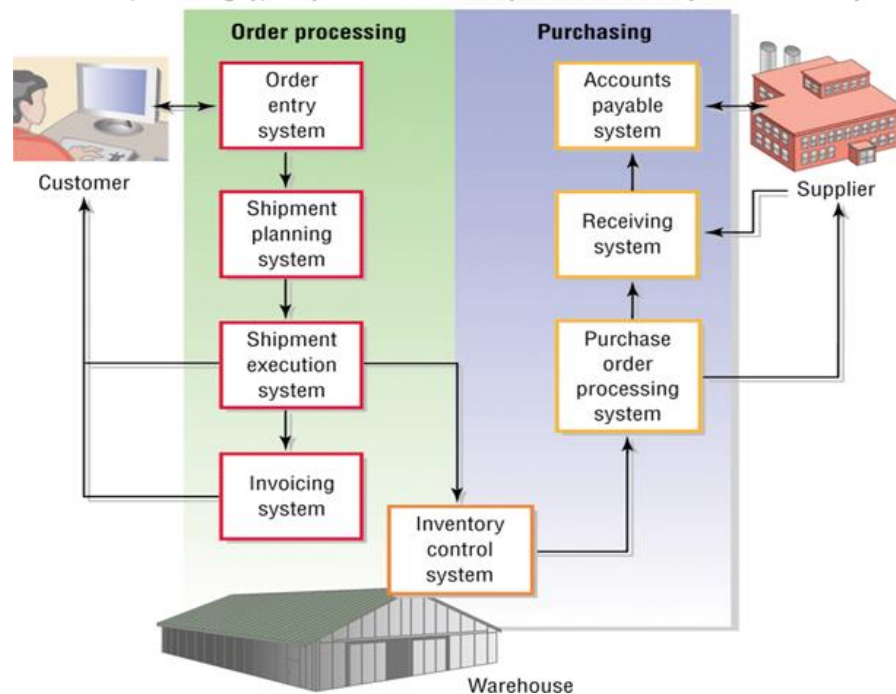 Order processing
Purchasing
Order
entry
system
Accounts
payable
system
Customer
Supplier
Shipment
planning
system
Receiving
system
Shipment
execution
system
Purchase
order
processing
system
Invoicing
system
Inventory
control
system
Warehouse